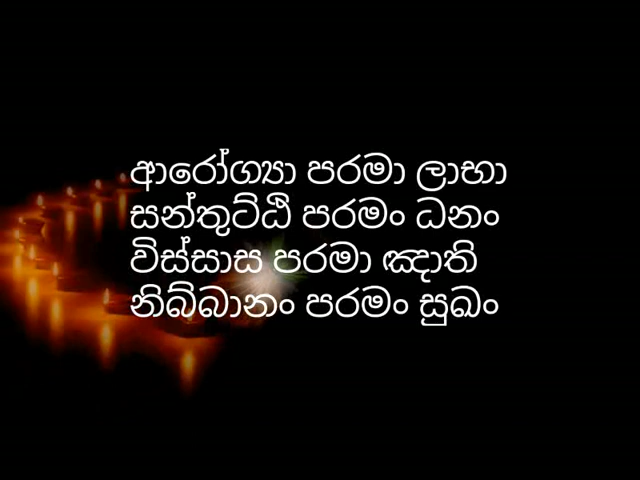 ආරෝග්‍යා පරමා ලාභා
සන්තුට්ඨි පරමං ධනං
විස්සාස පරමා ඤාති
නිබ්බානං පරමං සුඛං